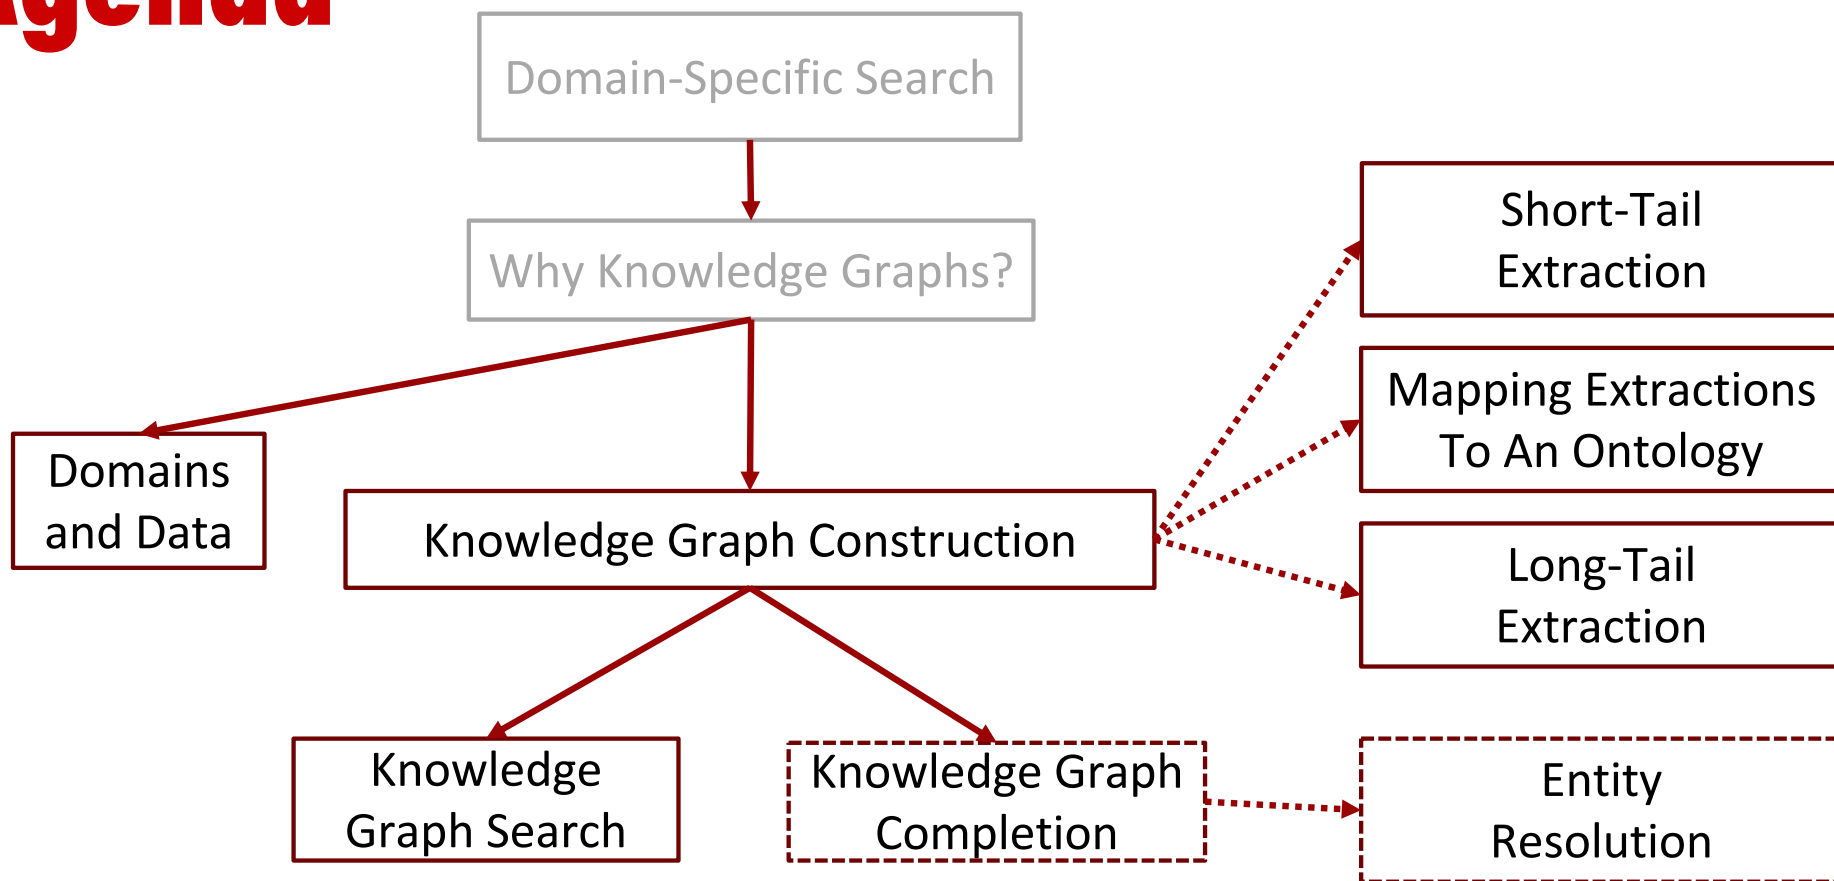 Agenda
Domain-Specific Search
Why Knowledge Graphs?
Domains
and Data
Knowledge Graph Construction
Short-Tail
Extraction
Mapping Extractions
To An Ontology
Long-Tail
Extraction
Knowledge
Graph Search
Knowledge Graph
Completion
Entity
Resolution